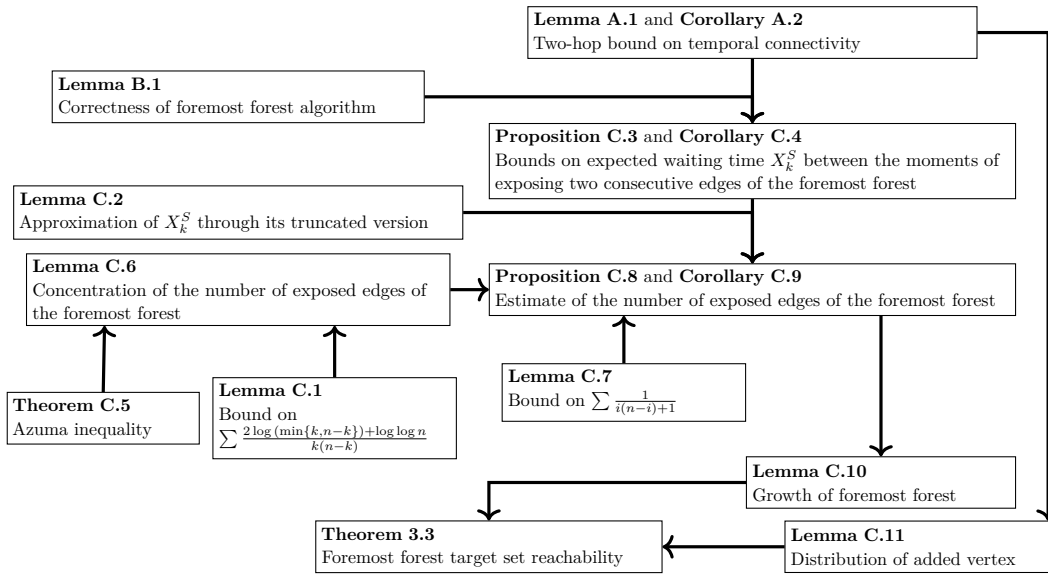 Lemma A.1 and Corollary A.2
Two-hop bound on temporal connectivity
Lemma B.1
Correctness of foremost forest algorithm
Proposition C.3 and Corollary C.4
Bounds on expected waiting time $X_k^S$ between the moments of
exposing two consecutive edges of the foremost forest
Lemma C.2
Approximation of $X_k^S$ through its truncated version
Lemma C.6
Concentration of the number of exposed edges of
the foremost forest
Proposition C.8 and Corollary C.9
Estimate of the number of exposed edges of the foremost forest
Theorem C.5
Azuma inequality
Lemma C.1
Bound on
$\sum \frac{2\log(\min\{k,n-k\})+\log\log n}{k(n-k)}$
Lemma C.7
Bound on $\sum \frac{1}{i(n-i)+1}$
Lemma C.10
Growth of foremost forest
Theorem 3.3
Foremost forest target set reachability
Lemma C.11
Distribution of added vertex